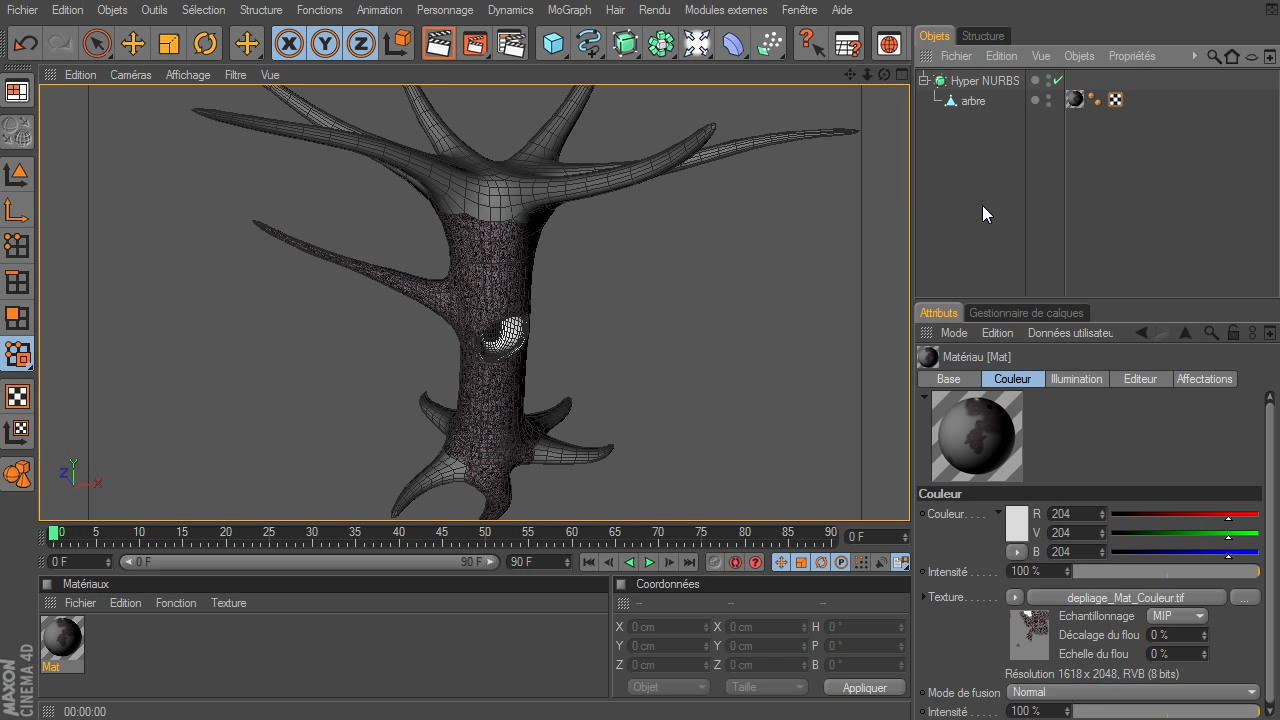 Fichier Edition Objets Outils Sélection Structure Fonctions Animation Personnage Dynamics MoGraph Hair Rendu Modules externes Fenêtre Aide
Objets Structure
Edition Caméras Affichage Filtre Vue
Fichier Edition Vue Objets Propriétés
Hyper NURBS
arbre
Attributs Gestionnaire de calques
Mode Edition Données utilisateu
Matériau [Mat]
Base Couleur Illumination Editeur Affectations
Y
Z X
Couleur
Couleur. . . . R 204
V 204
B 204
Intensité . . . . . 100 %
Texture. . . . . . depliage_Mat_Couleur.tif ...
Echantillonnage MIP
Décalage du flou 0 %
Echelle du flou 0 %
Résolution 1618 x 2048, RVB (8 bits)
Mode de fusion Normal
Intensité . . . . . 100 %
0 5 10 15 20 25 30 35 40 45 50 55 60 65 70 75 80 85 90 0 F
0 F 0 F 90 F 90 F
Matériaux
Fichier Edition Fonction Texture
Mat
Coordonnées
-- -- --
X 0 cm X 0 cm H 0 °
Y 0 cm Y 0 cm P 0 °
Z 0 cm Z 0 cm B 0 °
Objet Taille Appliquer
MAXON
CINEMA 4D
00:00:00